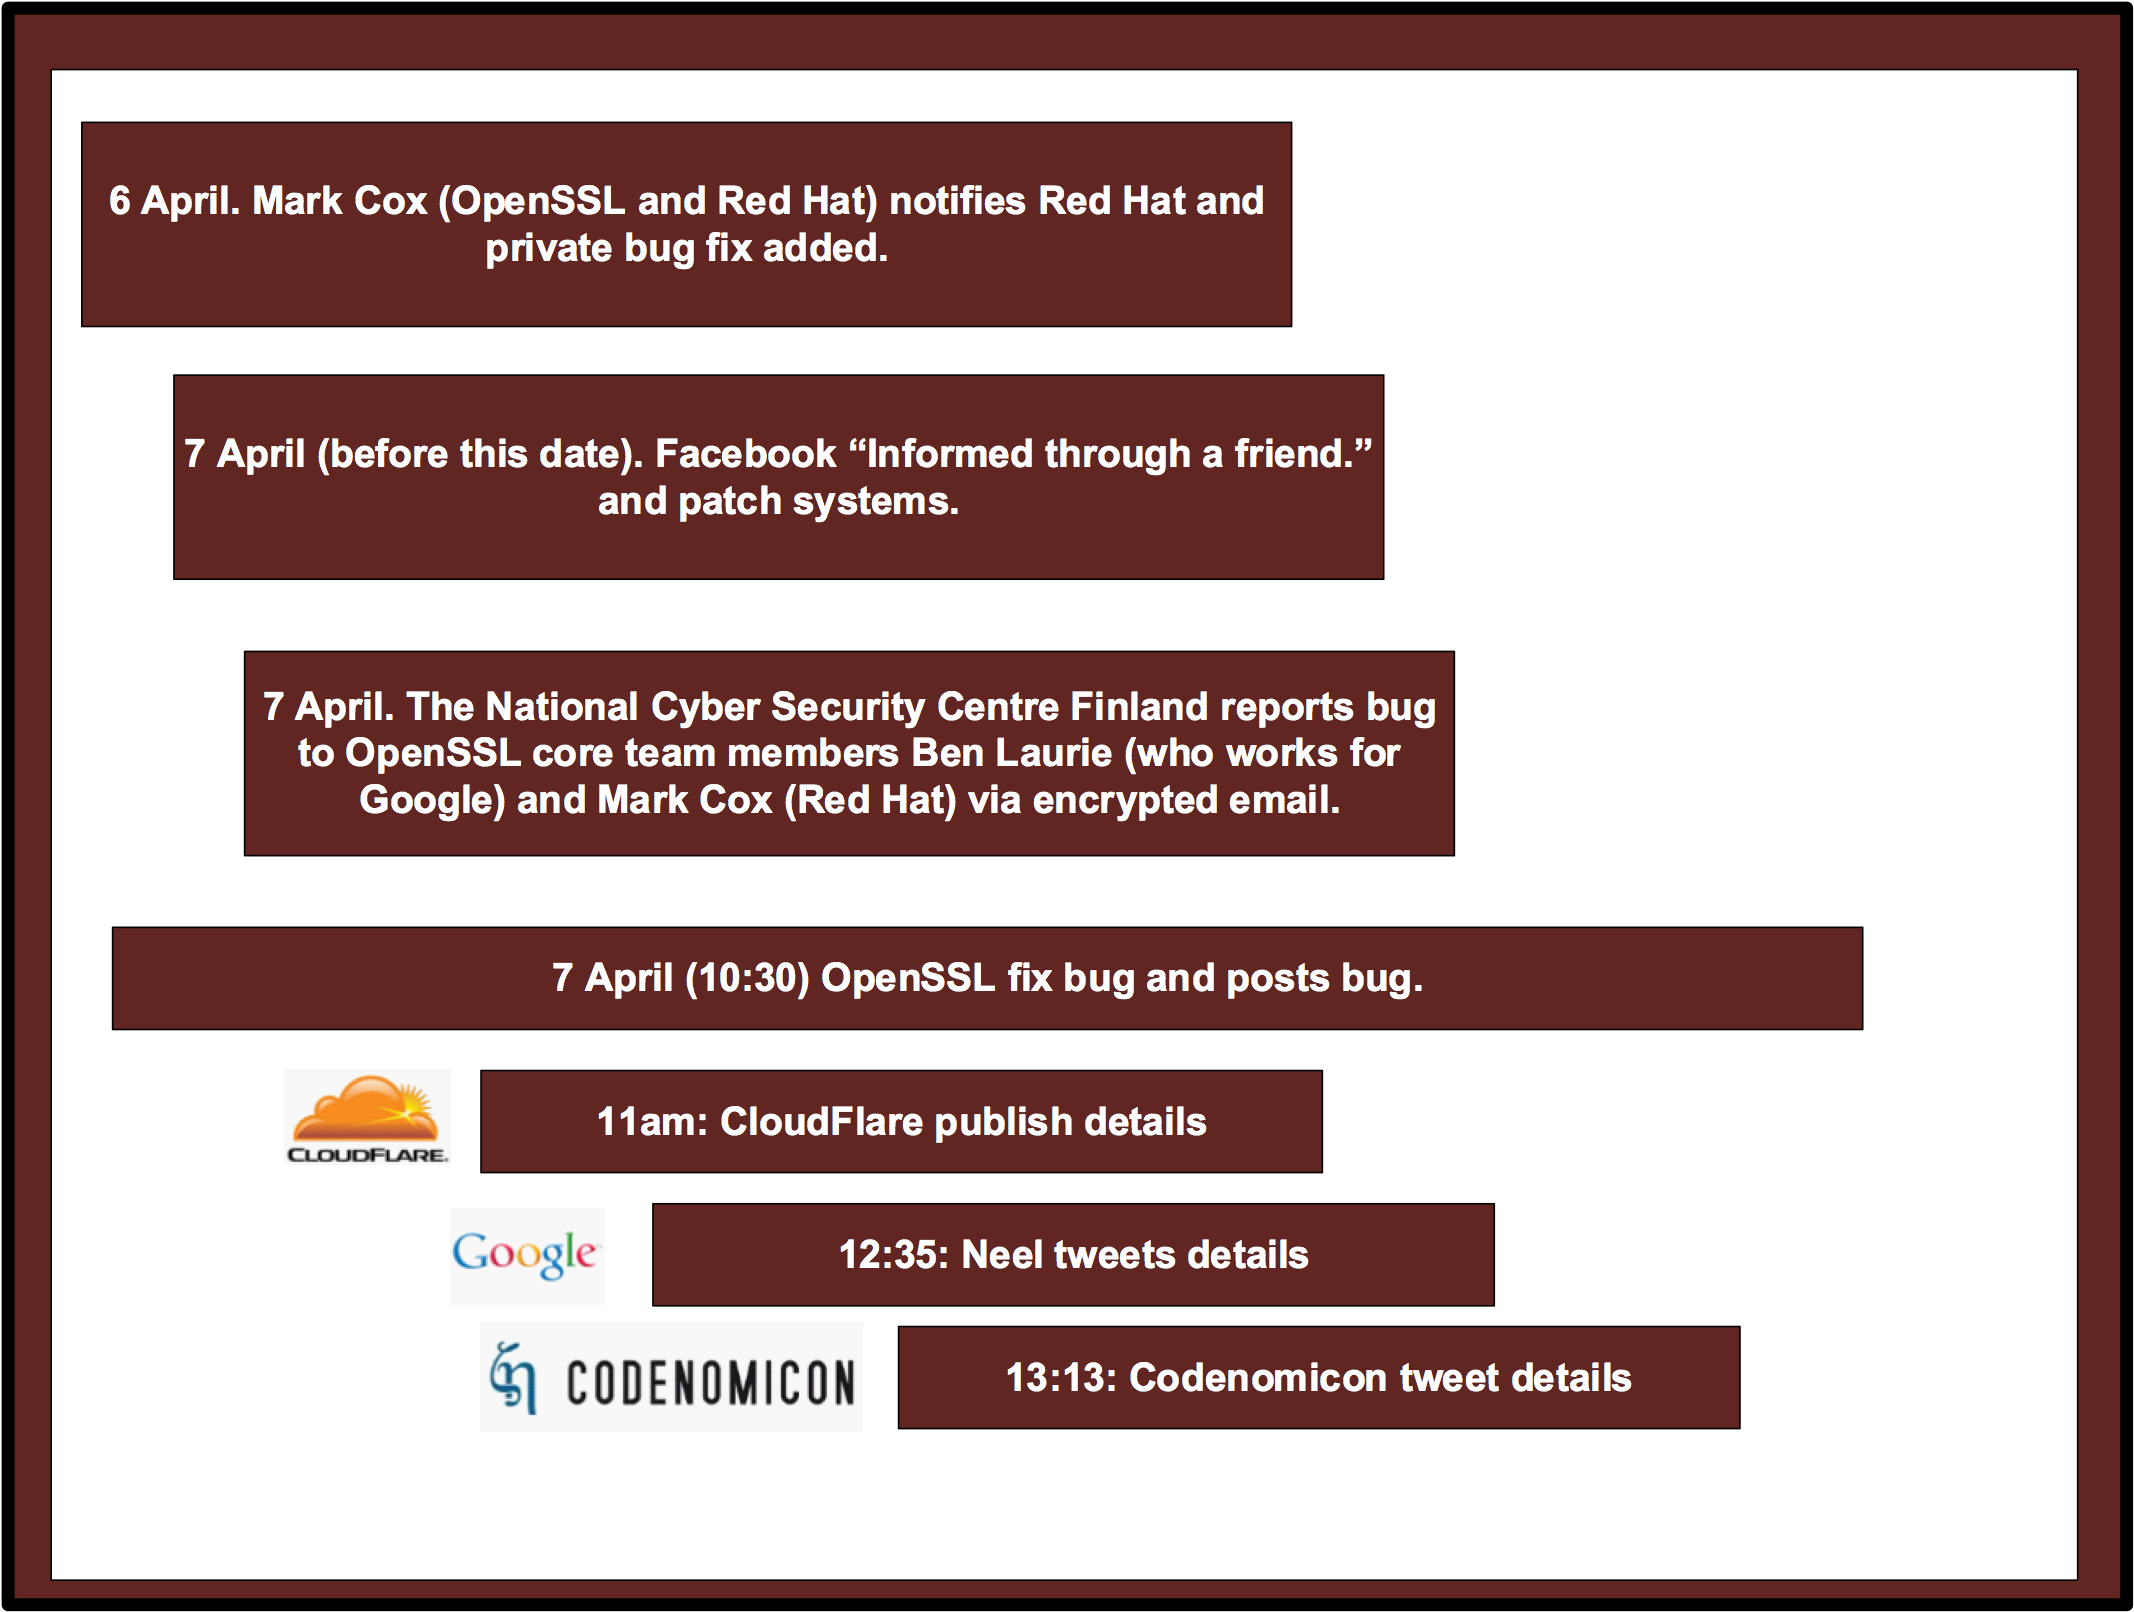 6 April. Mark Cox (OpenSSL and Red Hat) notifies Red Hat and
private bug fix added.
7 April (before this date). Facebook “Informed through a friend.”
and patch systems.
7 April. The National Cyber Security Centre Finland reports bug
to OpenSSL core team members Ben Laurie (who works for
Google) and Mark Cox (Red Hat) via encrypted email.
7 April (10:30) OpenSSL fix bug and posts bug.
CLOUDFLARE.
11am: CloudFlare publish details
Google
12:35: Neel tweets details
CODENOMICON
13:13: Codenomicon tweet details